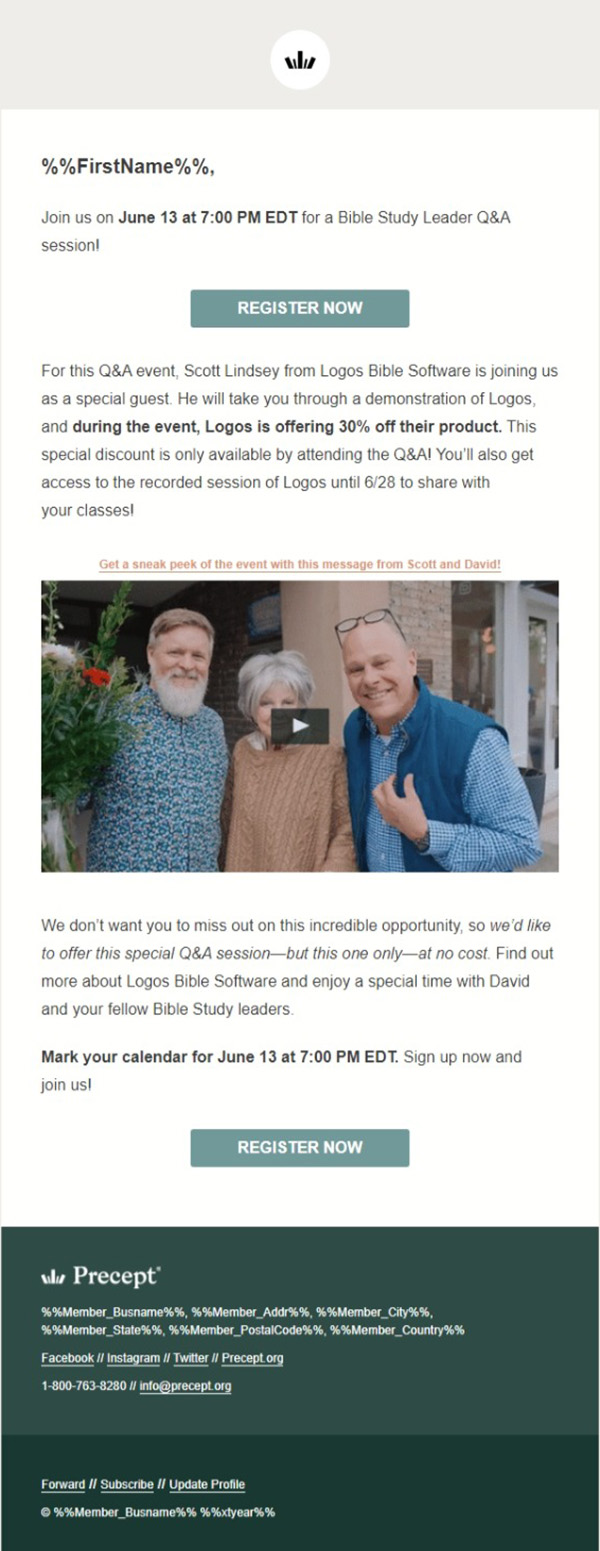 %%FirstName%%,
Join us on June 13 at 7:00 PM EDT for a Bible Study Leader Q&A
session!
REGISTER NOW
For this Q&A event, Scott Lindsey from Logos Bible Software is joining us
as a special guest. He will take you through a demonstration of Logos,
and during the event, Logos is offering 30% off their product. This
special discount is only available by attending the Q&A! You’ll also get
access to the recorded session of Logos until 6/28 to share with
your classes!
Get a sneak peek of the event with this message from Scott and David!
We don’t want you to miss out on this incredible opportunity, so we’d like
to offer this special Q&A session—but this one only—at no cost. Find out
more about Logos Bible Software and enjoy a special time with David
and your fellow Bible Study leaders.
Mark your calendar for June 13 at 7:00 PM EDT. Sign up now and
join us!
REGISTER NOW
Precept®
%%Member_Busname%%, %%Member_Addr%%, %%Member_City%%,
%%Member_State%%, %%Member_PostalCode%%, %%Member_Country%%
Facebook // Instagram // Twitter // Precept.org
1-800-763-8280 // info@precept.org
Forward // Subscribe // Update Profile
© %%Member_Busname%% %%xtyear%%